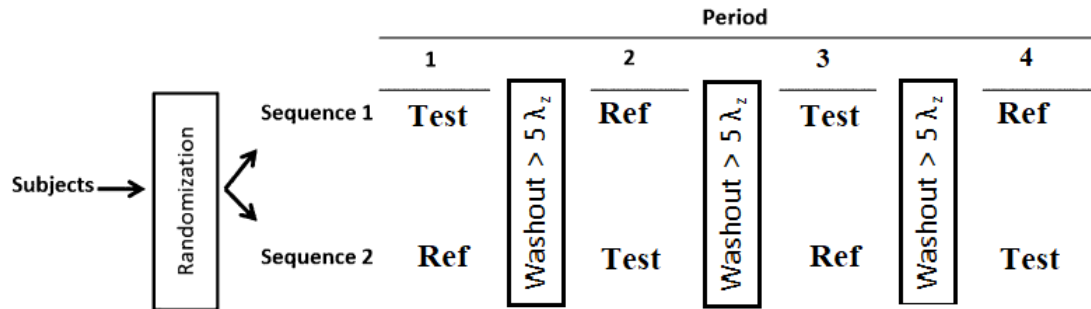 Period
1 2 3 4
Sequence 1 Test Ref Test Ref
Washout > 5 λz Washout > 5 λz Washout > 5 λz
Subjects Randomization
Sequence 2 Ref Test Ref Test